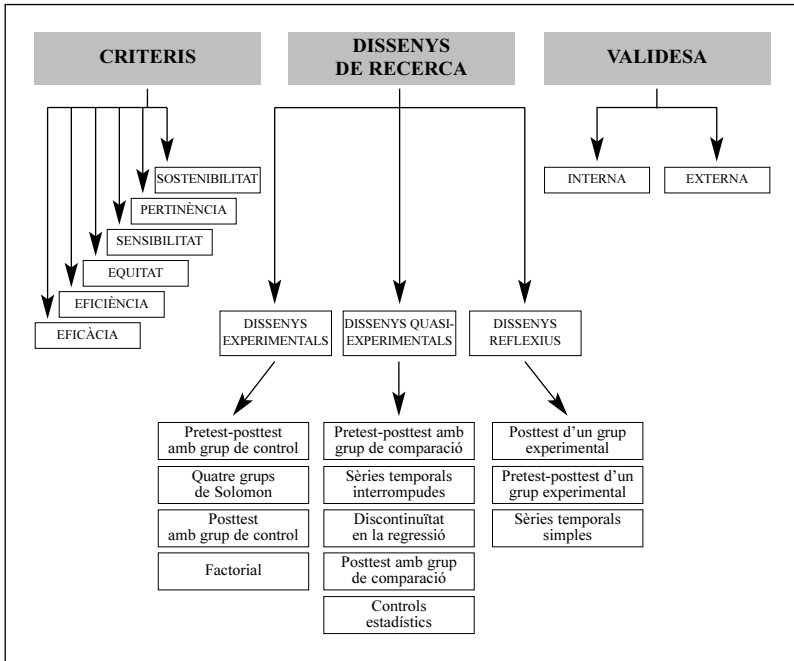 CRITERIS
DISSENYS
DE RECERCA
VALIDESA
SOSTENIBILITAT
PERTINÈNCIA
SENSIBILITAT
EQUITAT
EFICIÈNCIA
EFICÀCIA
INTERNA
EXTERNA
DISSENYS
EXPERIMENTALS
DISSENYS QUASI-
EXPERIMENTALS
DISSENYS
REFLEXIUS
Pretest-posttest
amb grup de control
Quatre grups
de Solomon
Posttest
amb grup de control
Factorial
Pretest-posttest amb
grup de comparació
Sèries temporals
interrompudes
Discontinuïtat
en la regressió
Posttest amb grup
de comparació
Controls
estadístics
Posttest d’un grup
experimental
Pretest-posttest d’un
grup experimental
Sèries temporals
simples